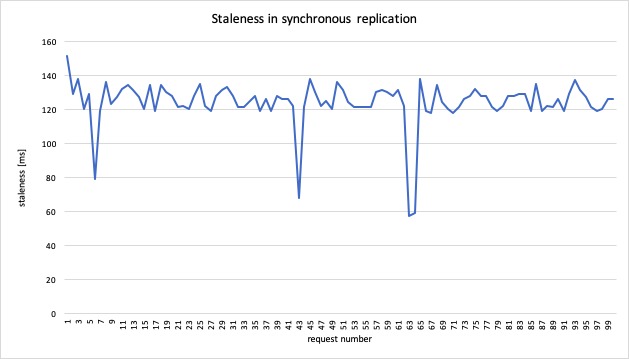 Staleness in synchronous replication
160
140
120
100
80
60
40
20
0
staleness [ms]
1 3 5 7 9 11 13 15 17 19 21 23 25 27 29 31 33 35 37 39 41 43 45 47 49 51 53 55 57 59 61 63 65 67 69 71 73 75 77 79 81 83 85 87 89 91 93 95 97 99
request number